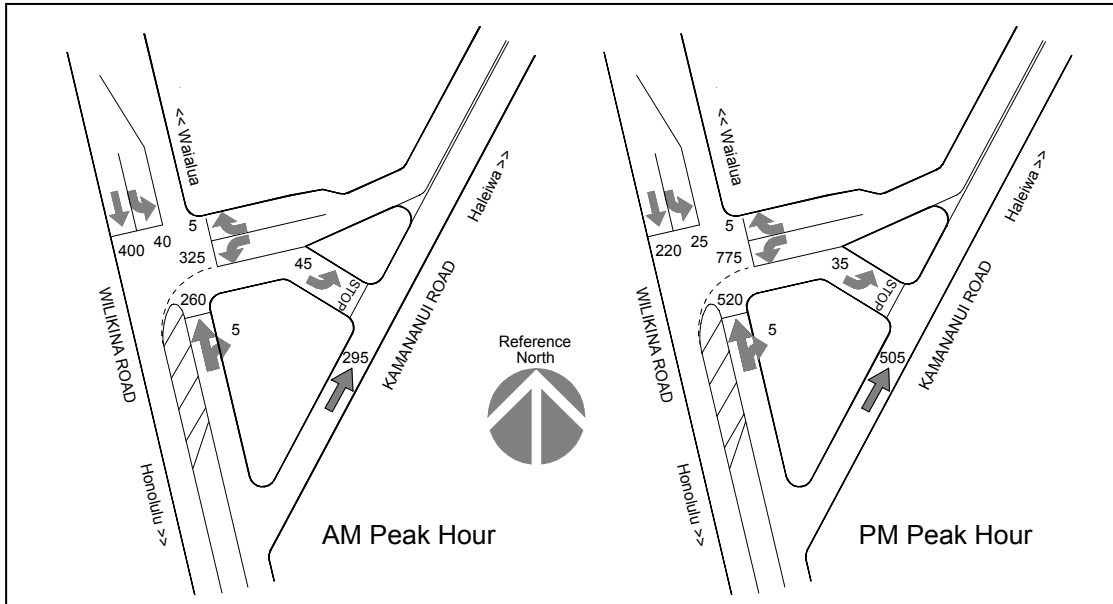 << Waialua
Haleiwa >>
5
400
40
325
45
260
STOP
5
WILIKINA ROAD
295
KAMANANUI ROAD
Honolulu >>
AM Peak Hour
Reference
North
<< Waialua
Haleiwa >>
5
220
25
775
35
520
STOP
5
WILIKINA ROAD
505
KAMANANUI ROAD
Honolulu >>
PM Peak Hour